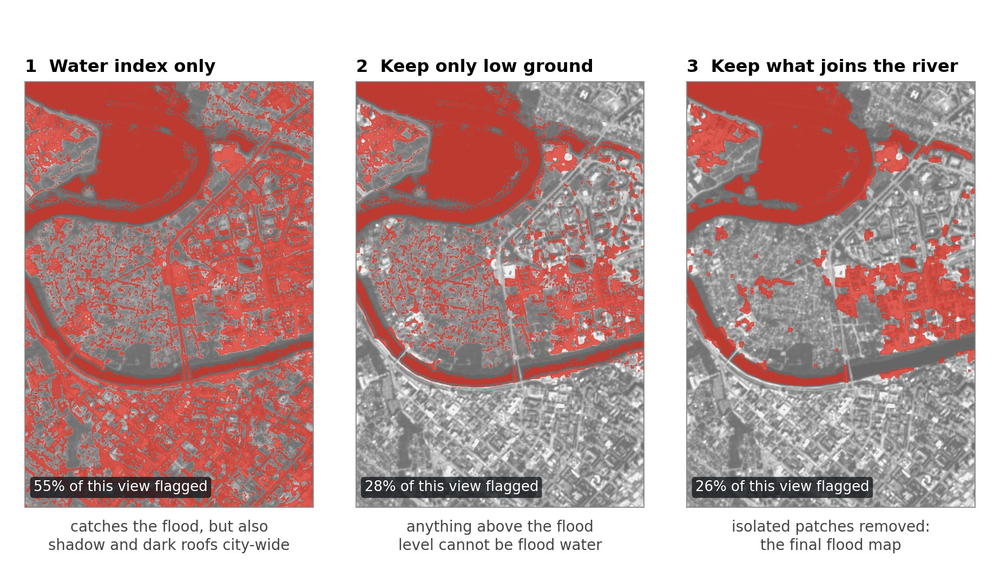 1 Water index only
2 Keep only low ground
3 Keep what joins the river
55% of this view flagged
28% of this view flagged
26% of this view flagged
catches the flood, but also
shadow and dark roofs city-wide
anything above the flood
level cannot be flood water
isolated patches removed:
the final flood map